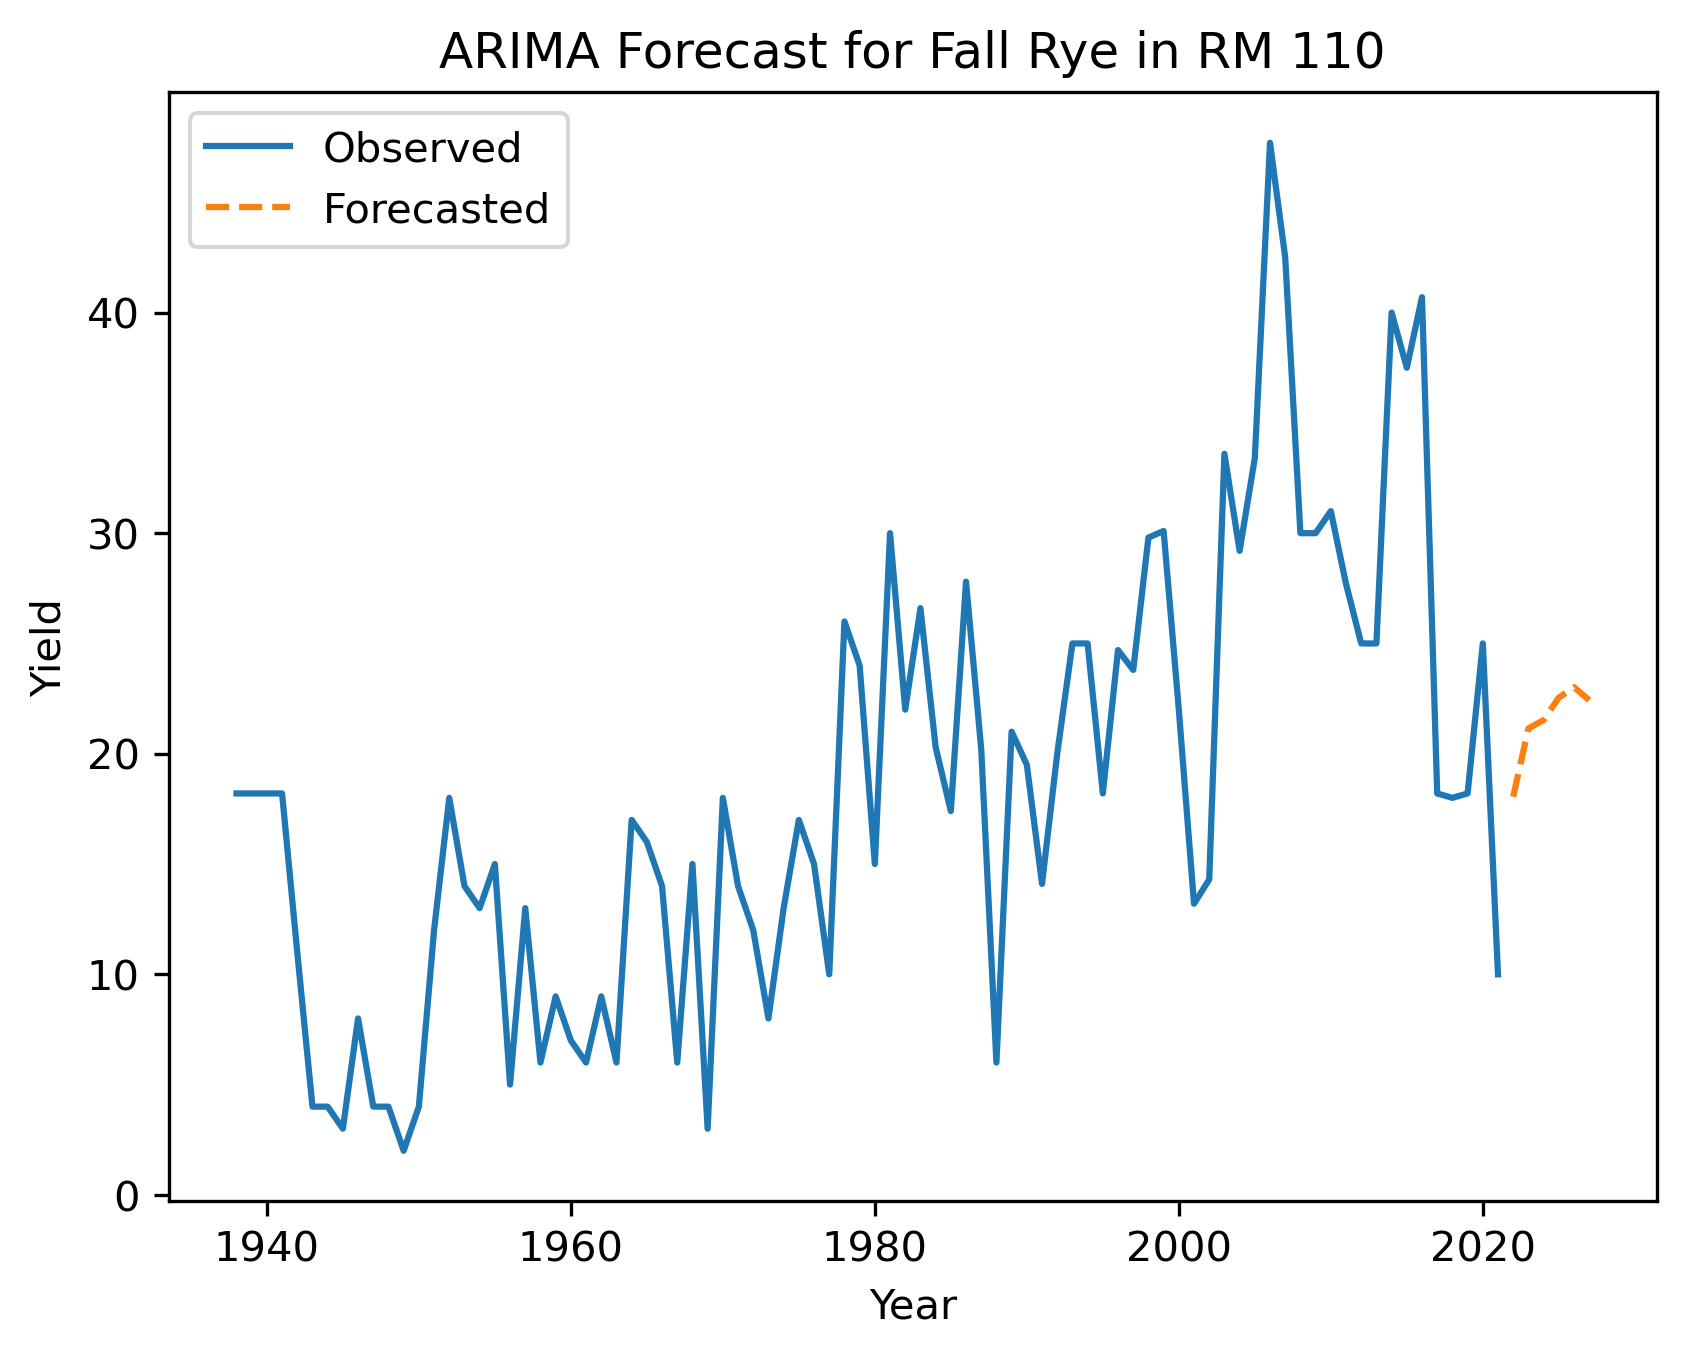 ARIMA Forecast for Fall Rye in RM 110
Observed
Forecasted
Yield
40
30
20
10
0
1940 1960 1980 2000 2020
Year